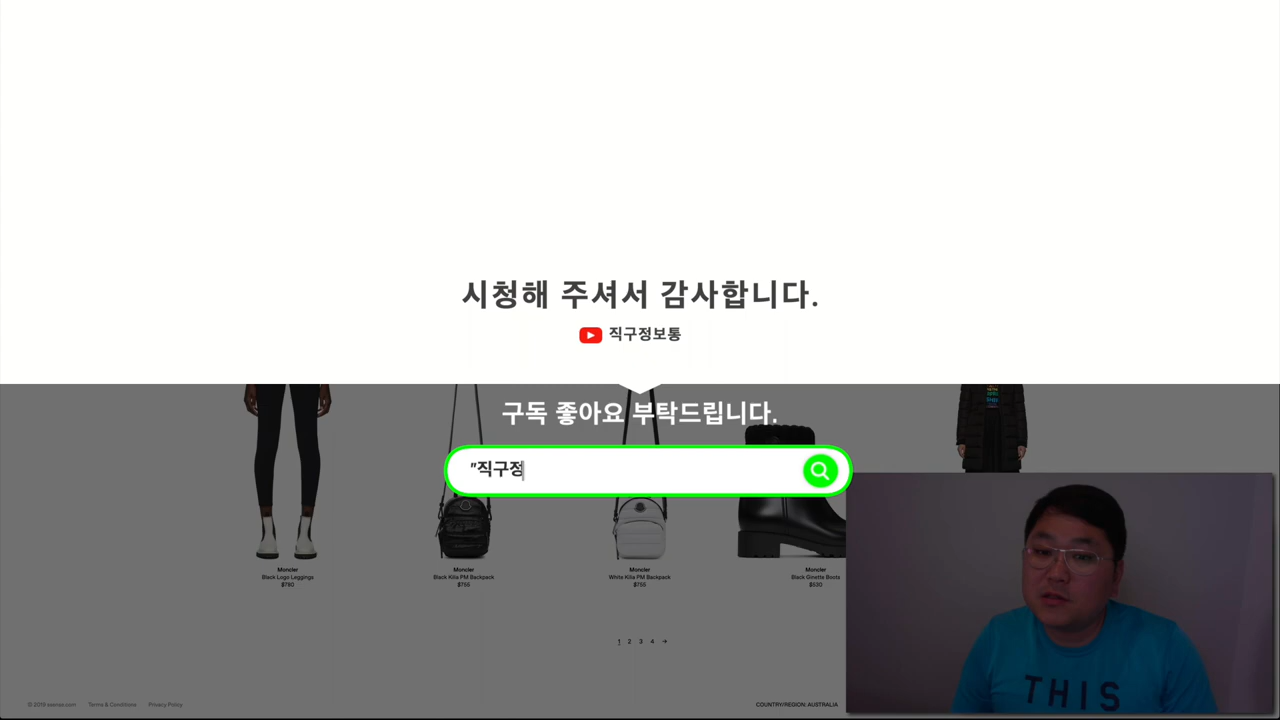 시청해 주셔서 감사합니다.
직구정보통
구독 좋아요 부탁드립니다.
"직구정
Moncler
Black Logo Leggings
$790
Moncler
Black Kilia PM Backpack
$755
Moncler
White Kilia PM Backpack
$755
Moncler
Black Ginette Boots
$530
1 2 3 4 →
© 2019 ssense.com Terms & Conditions Privacy Policy
COUNTRY/REGION: AUSTRALIA
THIS